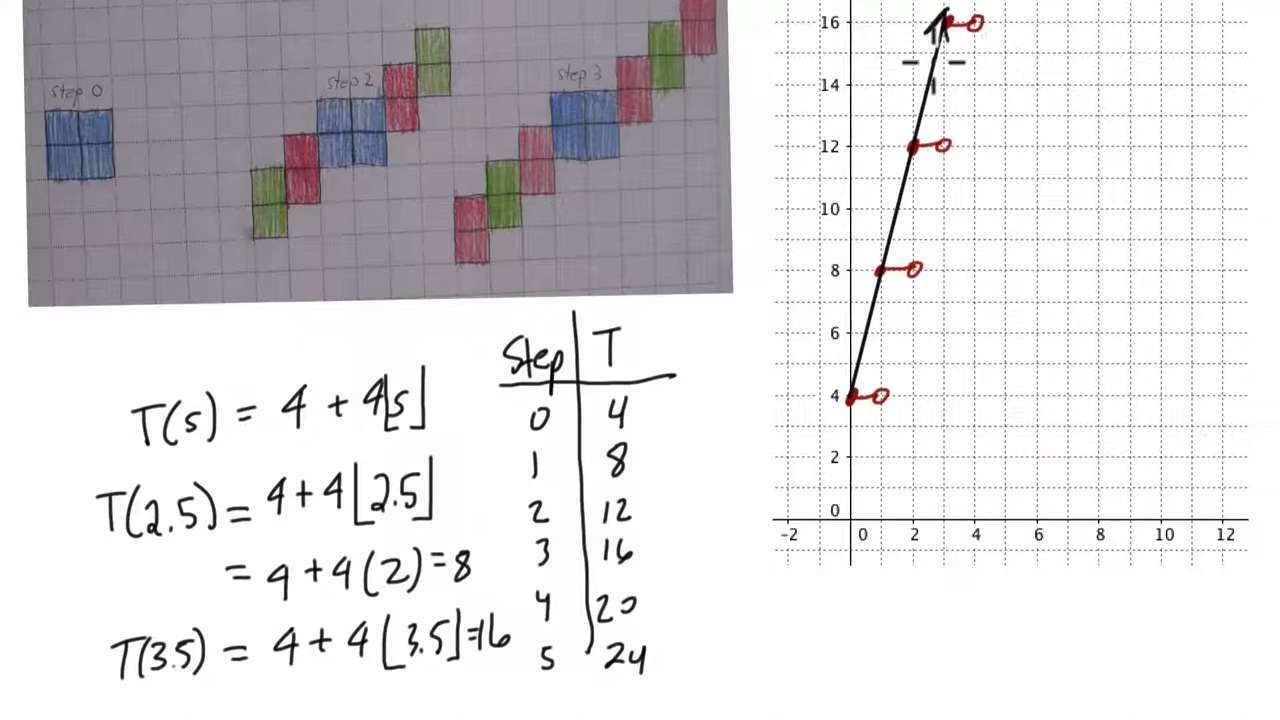 step 0
step 2
step 3
T(s) = 4 + 4⌊s⌋
T(2.5) = 4+4⌊2.5⌋
= 4+4(2)=8
T(3.5) = 4 + 4⌊3.5⌋=16
Step T
0 4
1 8
2 12
3 16
4 20
5 24
16
14
12
10
8
6
4
2
0
-2 0 2 4 6 8 10 12